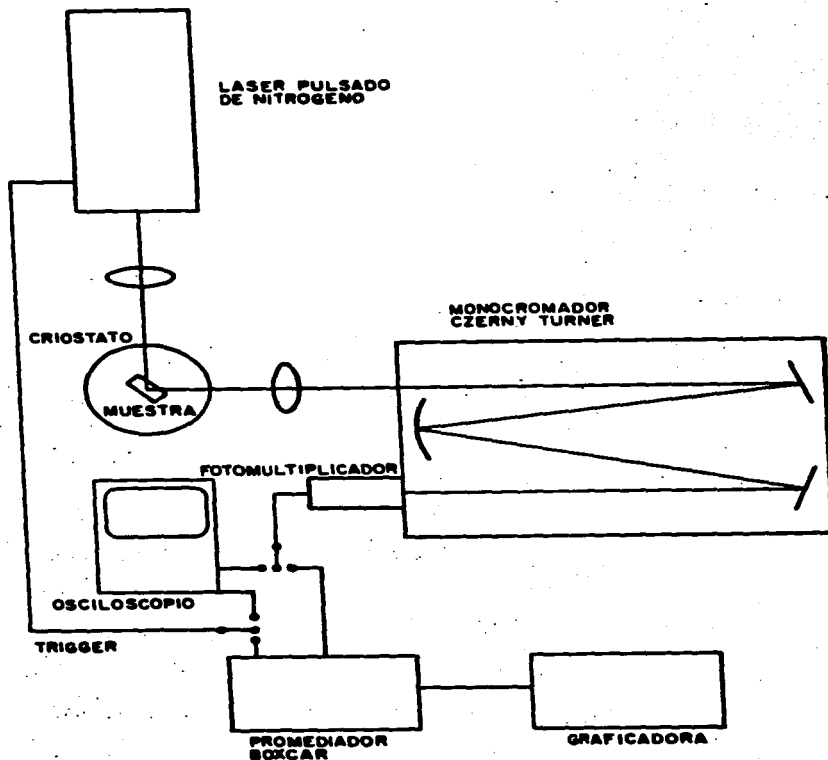 LASER PULSADO
DE NITROGENO
MONOCROMADOR
CZERNY TURNER
CRIOSTATO
MUESTRA
FOTOMULTIPLICADOR
OSCILOSCOPIO
TRIGGER
PROMEDIADOR
BOXCAR
GRAFICADORA